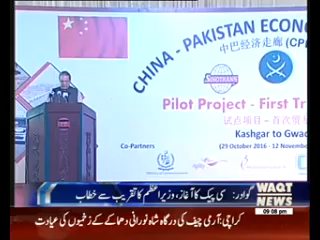 CHINA - PAKISTAN ECONO
中巴经济走廊 (CP
SINOTRANS
Pilot Project - First Tr
试点项目 - 首次贸
Kashgar to Gwad
(29 October 2016 - 12 Novembe
Co-Partners
گوادر: سی پیک کا آغاز، وزیراعظم کا تقریب سے خطاب
WAQT
NEWS
09:08 pm
کراچی: آرمی چیف کی درگاہ شاہ نورانی دھماکے کے زخمیوں کی عیادت